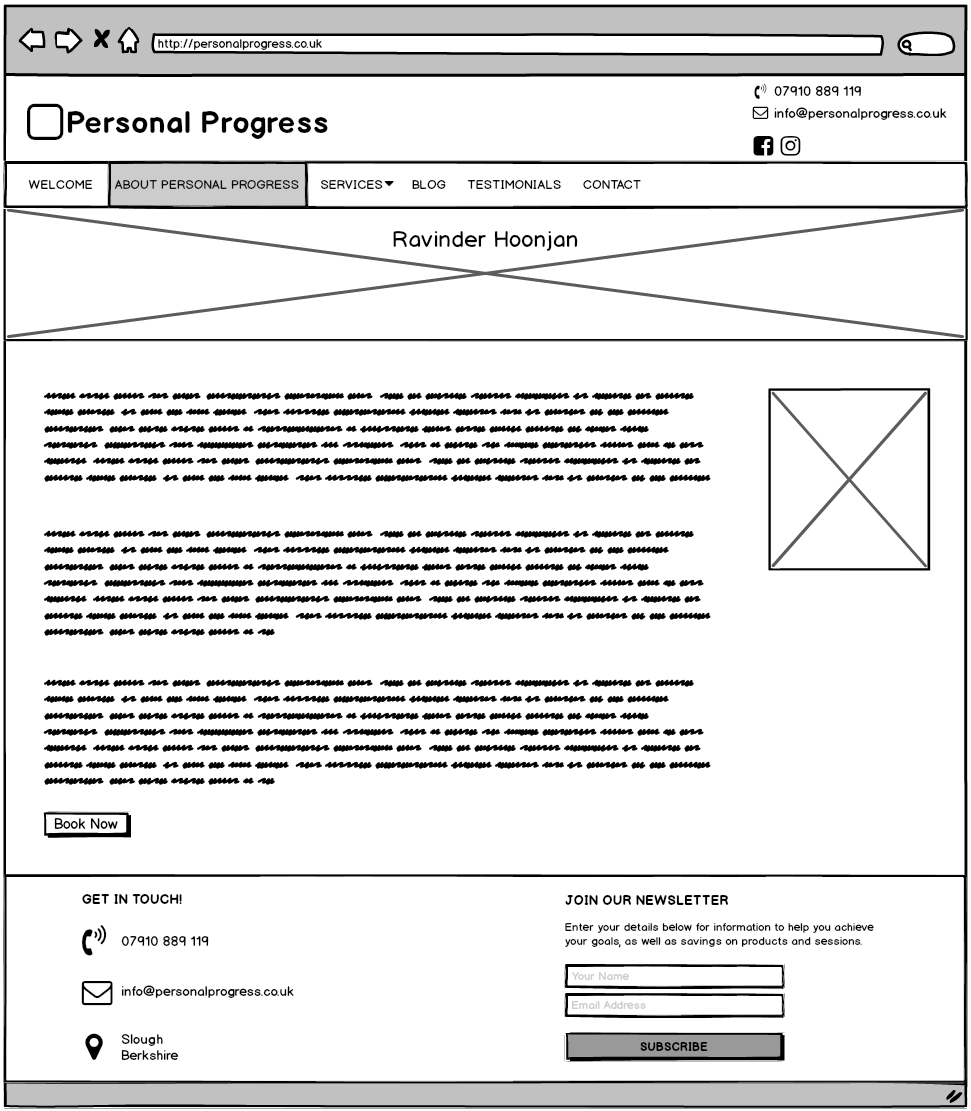 http://personalprogress.co.uk
07910 889 119
info@personalprogress.co.uk
Personal Progress
WELCOME ABOUT PERSONAL PROGRESS SERVICES BLOG TESTIMONIALS CONTACT
Ravinder Hoonjan
Book Now
GET IN TOUCH!
07910 889 119
info@personalprogress.co.uk
Slough
Berkshire
JOIN OUR NEWSLETTER
Enter your details below for information to help you achieve
your goals, as well as savings on products and sessions.
Your Name
Email Address
SUBSCRIBE